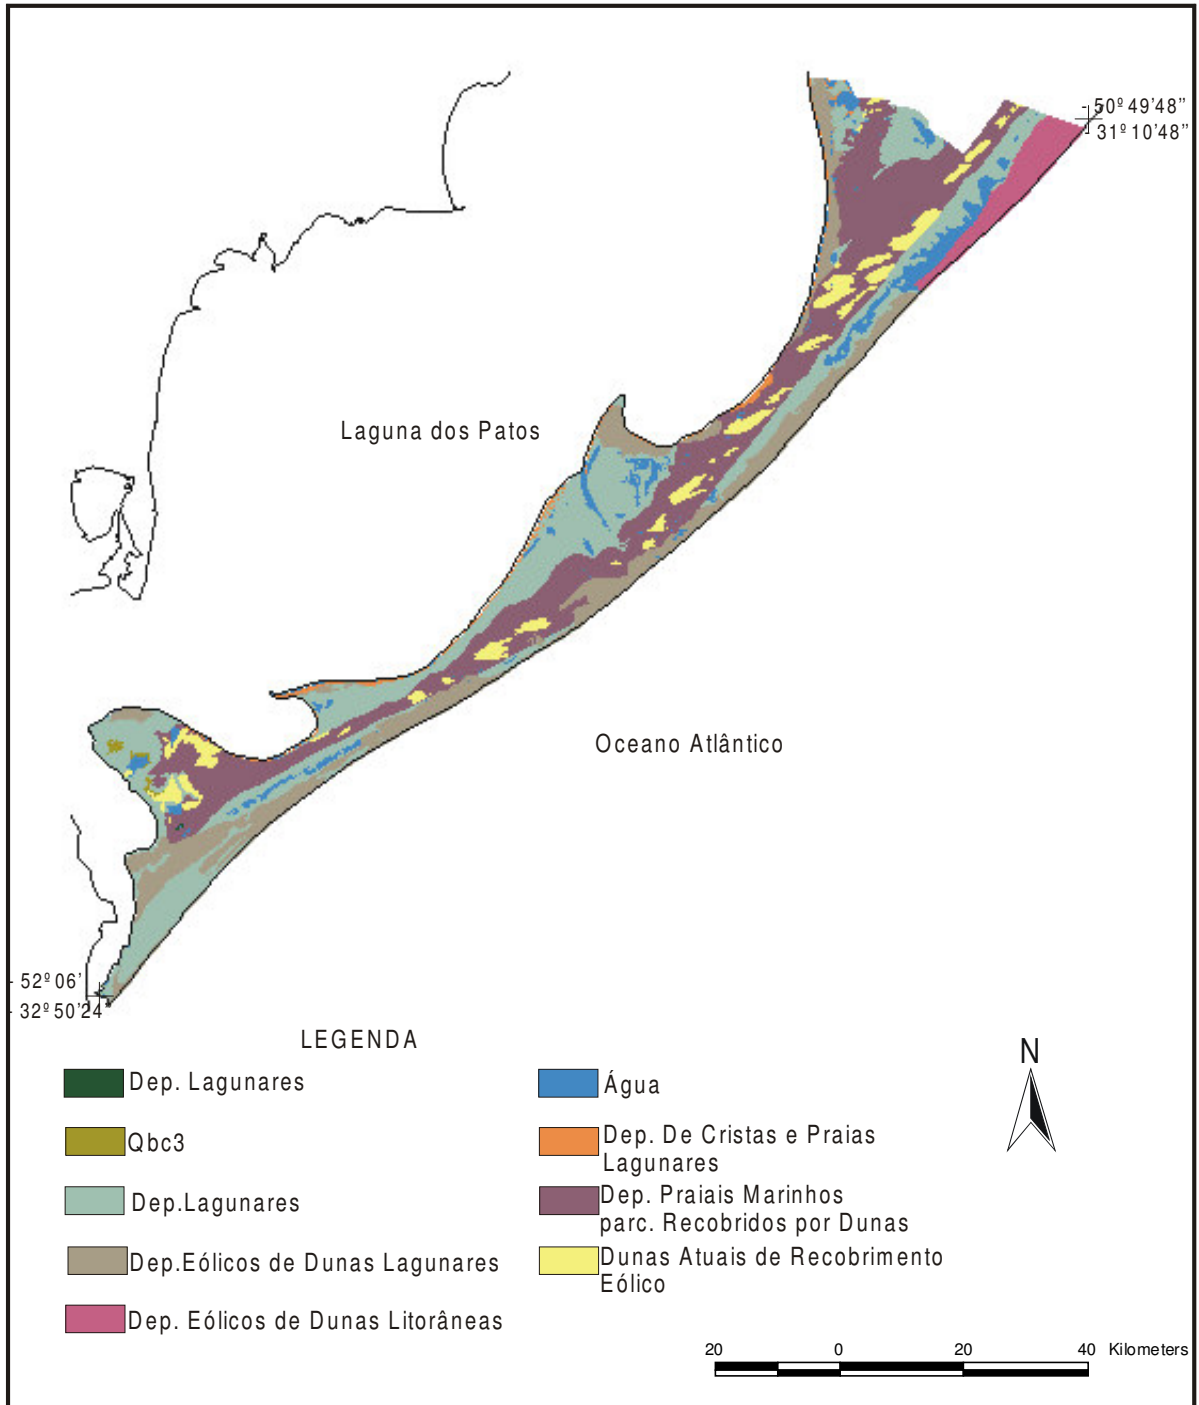 - 50º 49'48"
31º 10'48"
Laguna dos Patos
Oceano Atlântico
- 52º 06'
- 32º 50'24"
LEGENDA
Dep. Lagunares
Qbc3
Dep.Lagunares
Dep.Eólicos de Dunas Lagunares
Dep. Eólicos de Dunas Litorâneas
Água
Dep. De Cristas e Praias
Lagunares
Dep. Praiais Marinhos
parc. Recobridos por Dunas
Dunas Atuais de Recobrimento
Eólico
N
20 0 20 40 Kilometers